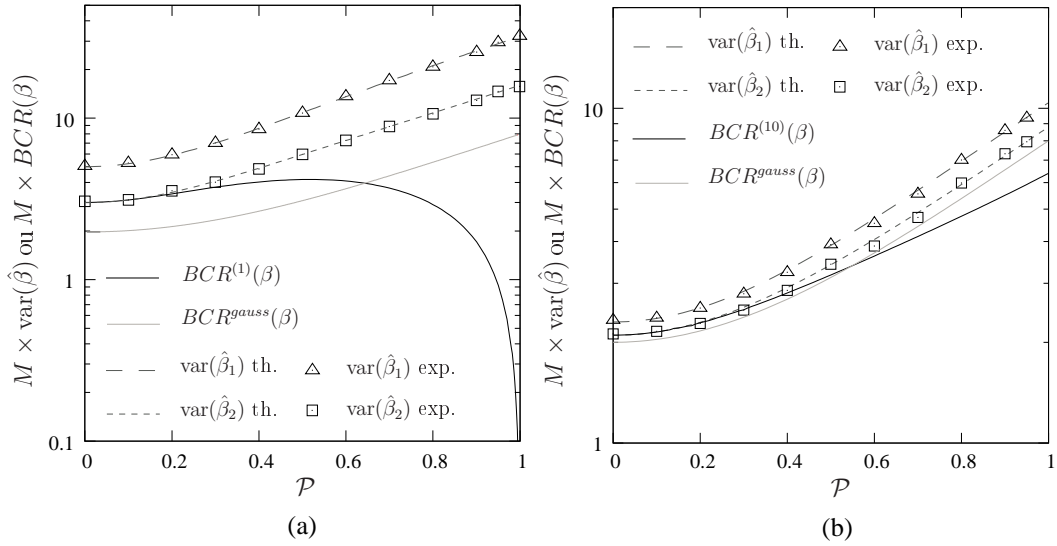 M × var(β̂) ou M × BCR(β)
10
1
0.1
BCR^(1)(β)
BCR^gauss(β)
var(β̂₁) th.
var(β̂₁) exp.
var(β̂₂) th.
var(β̂₂) exp.
0
0.2
0.4
0.6
0.8
1
𝒫
(a)
M × var(β̂) ou M × BCR(β)
var(β̂₁) th.
var(β̂₁) exp.
var(β̂₂) th.
var(β̂₂) exp.
BCR^(10)(β)
BCR^gauss(β)
10
1
0
0.2
0.4
0.6
0.8
1
𝒫
(b)